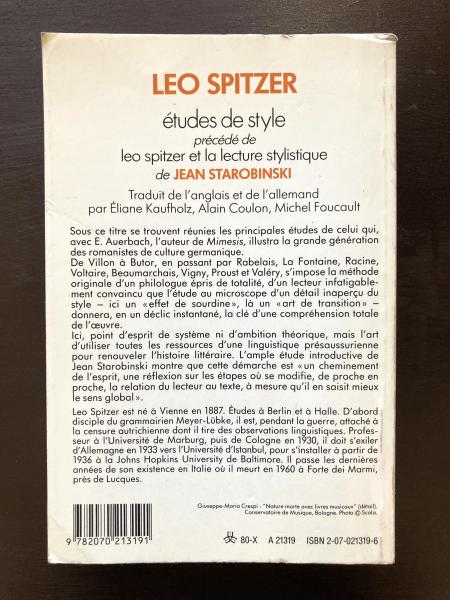 LEO SPITZER
études de style
précédé de
leo spitzer et la lecture stylistique
de JEAN STAROBINSKI
Traduit de l'anglais et de l'allemand
par Éliane Kaufholz, Alain Coulon, Michel Foucault
Sous ce titre se trouvent réunies les principales études de celui qui,
avec E. Auerbach, l'auteur de Mimesis, illustra la grande génération
des romanistes de culture germanique.
De Villon à Butor, en passant par Rabelais, La Fontaine, Racine,
Voltaire, Beaumarchais, Vigny, Proust et Valéry, s'impose la méthode
originale d'un philologue épris de totalité, d'un lecteur infatigable-
ment convaincu que l'étude au microscope d'un détail inaperçu du
style – ici un « effet de sourdine », là un « art de transition » –
donnera, en un déclic instantané, la clé d'une compréhension totale
de l'œuvre.
Ici, point d'esprit de système ni d'ambition théorique, mais l'art
d'utiliser toutes les ressources d'une linguistique présaussurienne
pour renouveler l'histoire littéraire. L'ample étude introductive de
Jean Starobinski montre que cette démarche est « un cheminement
de l'esprit, une réflexion sur les étapes où se modifie, de proche en
proche, la relation du lecteur au texte, à mesure qu'il en saisit mieux
le sens global ».
Leo Spitzer est né à Vienne en 1887. Études à Berlin et à Halle. D'abord
disciple du grammairien Meyer-Lübke, il est, pendant la guerre, attaché à
la censure autrichienne dont il tire des observations linguistiques. Profes-
seur à l'Université de Marburg, puis de Cologne en 1930, il doit s'exiler
d'Allemagne en 1933 vers l'Université d'Istanbul, pour s'installer à partir de
1936 à la Johns Hopkins University de Baltimore. Il passe les dernières
années de son existence en Italie où il meurt en 1960 à Forte dei Marmi,
près de Lucques.
Giuseppe-Maria Crespi : "Nature morte avec livres musicaux" (détail).
Conservatoire de Musique, Bologne. Photo © Scala.
9 782070 213191
80-X A 21319 ISBN 2-07-021319-6